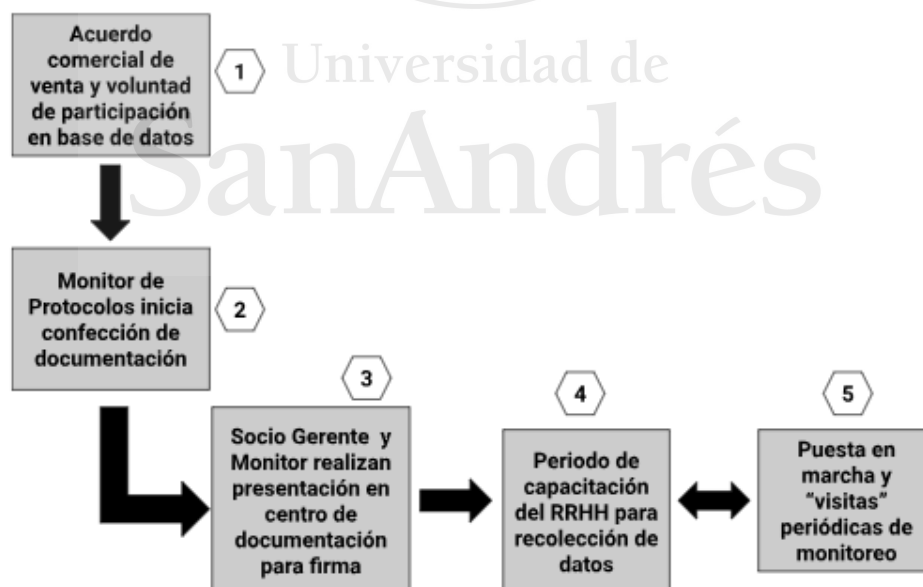 Acuerdo
comercial de
venta y voluntad
de participación
en base de datos
1
Universidad de
SanAndrés
Monitor de
Protocolos inicia
confección de
documentación
2
3
Socio Gerente y
Monitor realizan
presentación en
centro de
documentación
para firma
4
Periodo de
capacitación
del RRHH para
recolección de
datos
5
Puesta en
marcha y
“visitas”
periódicas de
monitoreo